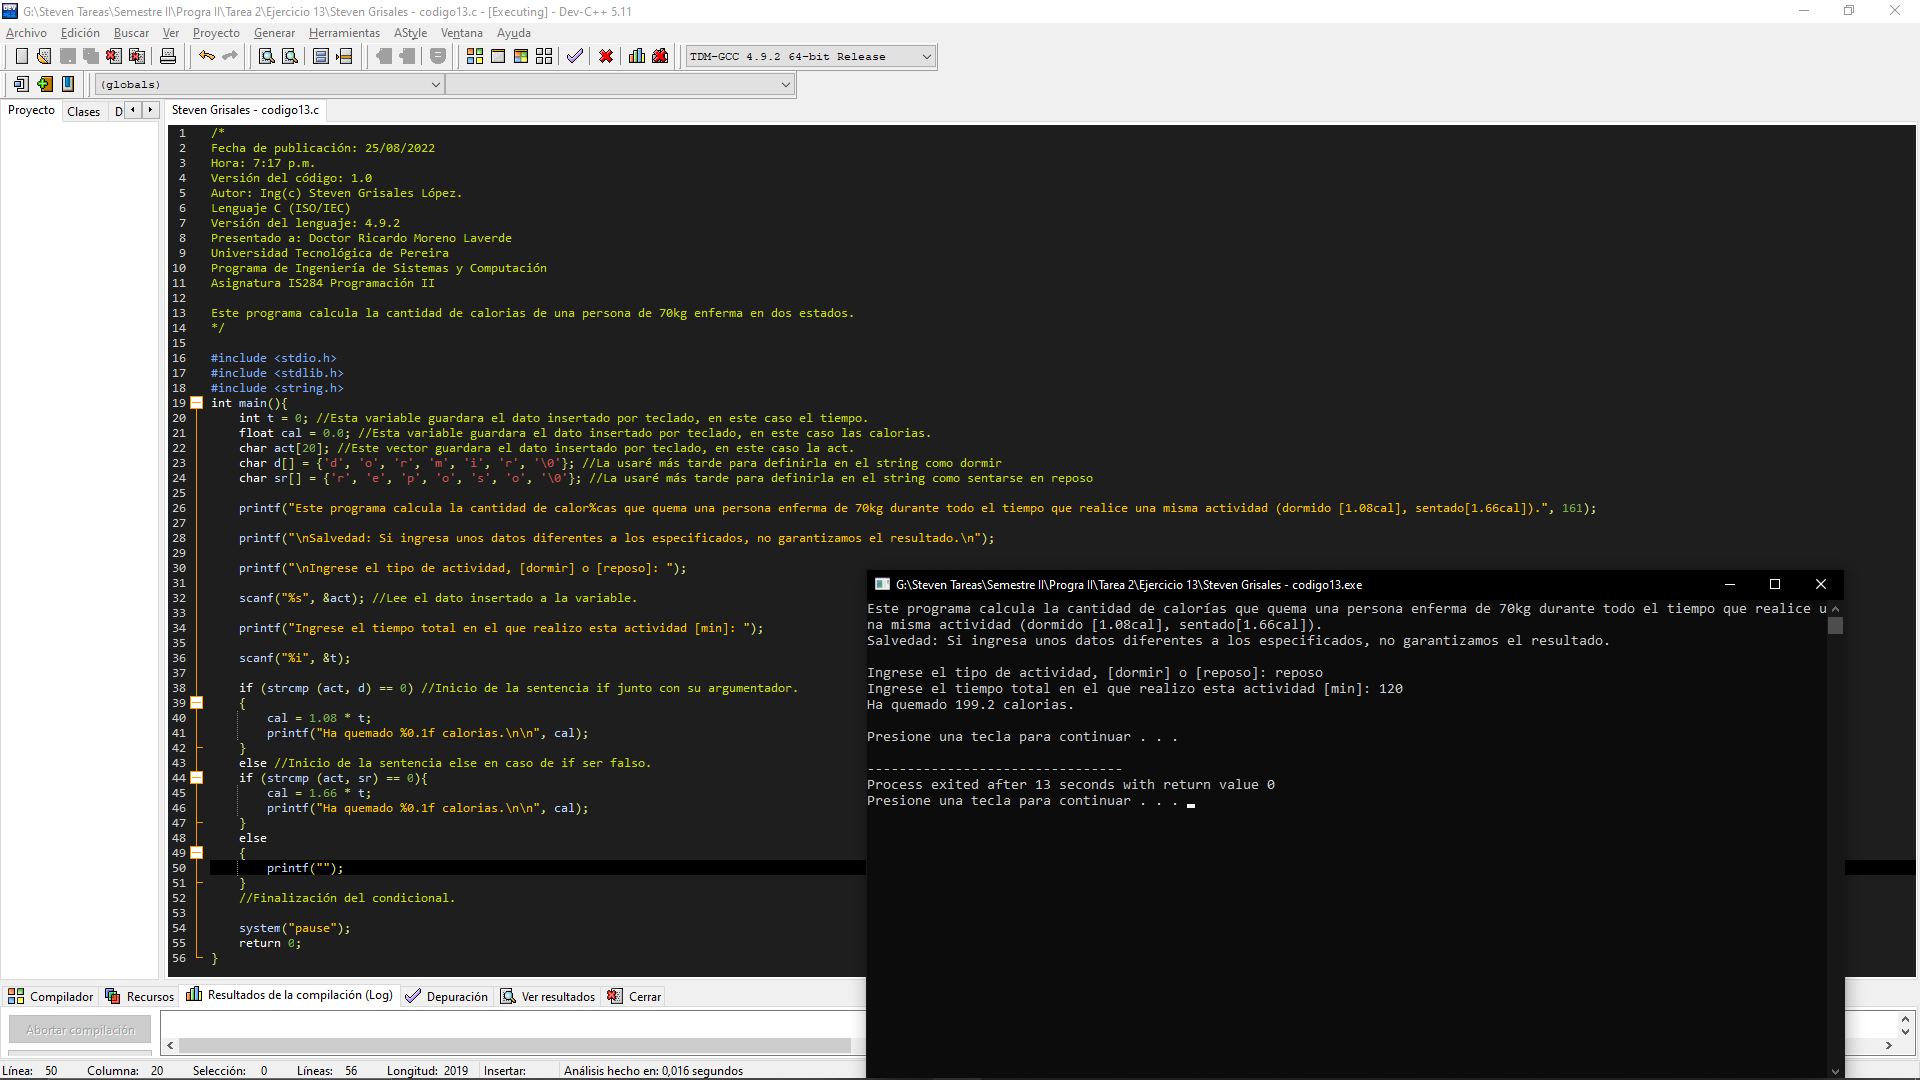 G:\Steven Tareas\Semestre II\Progra II\Tarea 2\Ejercicio 13\Steven Grisales - codigo13.c - [Executing] - Dev-C++ 5.11
Archivo Edición Buscar Ver Proyecto Generar Herramientas AStyle Ventana Ayuda
TDM-GCC 4.9.2 64-bit Release
(globals)
Proyecto Clases D
Steven Grisales - codigo13.c
1 /*
2 Fecha de publicación: 25/08/2022
3 Hora: 7:17 p.m.
4 Versión del código: 1.0
5 Autor: Ing(c) Steven Grisales López.
6 Lenguaje C (ISO/IEC)
7 Versión del lenguaje: 4.9.2
8 Presentado a: Doctor Ricardo Moreno Laverde
9 Universidad Tecnológica de Pereira
10 Programa de Ingeniería de Sistemas y Computación
11 Asignatura IS284 Programación II
12
13 Este programa calcula la cantidad de calorias de una persona de 70kg enferma en dos estados.
14 */
15
16 #include <stdio.h>
17 #include <stdlib.h>
18 #include <string.h>
19 int main(){
20 int t = 0; //Esta variable guardara el dato insertado por teclado, en este caso el tiempo.
21 float cal = 0.0; //Esta variable guardara el dato insertado por teclado, en este caso las calorias.
22 char act[20]; //Este vector guardara el dato insertado por teclado, en este caso la act.
23 char d[] = {'d', 'o', 'r', 'm', 'i', 'r', '\0'}; //La usaré más tarde para definirla en el string como dormir
24 char sr[] = {'r', 'e', 'p', 'o', 's', 'o', '\0'}; //La usaré más tarde para definirla en el string como sentarse en reposo
25
26 printf("Este programa calcula la cantidad de calor%cas que quema una persona enferma de 70kg durante todo el tiempo que realice una misma actividad (dormido [1.08cal], sentado[1.66cal]).", 161);
27
28 printf("\nSalvedad: Si ingresa unos datos diferentes a los especificados, no garantizamos el resultado.\n");
29
30 printf("\nIngrese el tipo de actividad, [dormir] o [reposo]: ");
31
32 scanf("%s", &act); //Lee el dato insertado a la variable.
33
34 printf("Ingrese el tiempo total en el que realizo esta actividad [min]: ");
35
36 scanf("%i", &t);
37
38 if (strcmp (act, d) == 0) //Inicio de la sentencia if junto con su argumentador.
39 {
40 cal = 1.08 * t;
41 printf("Ha quemado %0.1f calorias.\n\n", cal);
42 }
43 else //Inicio de la sentencia else en caso de if ser falso.
44 if (strcmp (act, sr) == 0){
45 cal = 1.66 * t;
46 printf("Ha quemado %0.1f calorias.\n\n", cal);
47 }
48 else
49 {
50 printf("");
51 }
52 //Finalización del condicional.
53
54 system("pause");
55 return 0;
56 }
G:\Steven Tareas\Semestre II\Progra II\Tarea 2\Ejercicio 13\Steven Grisales - codigo13.exe
Este programa calcula la cantidad de calorías que quema una persona enferma de 70kg durante todo el tiempo que realice u
na misma actividad (dormido [1.08cal], sentado[1.66cal]).
Salvedad: Si ingresa unos datos diferentes a los especificados, no garantizamos el resultado.
Ingrese el tipo de actividad, [dormir] o [reposo]: reposo
Ingrese el tiempo total en el que realizo esta actividad [min]: 120
Ha quemado 199.2 calorias.
Presione una tecla para continuar . . .
--------------------------------
Process exited after 13 seconds with return value 0
Presione una tecla para continuar . . .
Compilador Recursos Resultados de la compilación (Log) Depuración Ver resultados Cerrar
Abortar compilación
Línea: 50 Columna: 20 Selección: 0 Líneas: 56 Longitud: 2019 Insertar: Análisis hecho en: 0,016 segundos